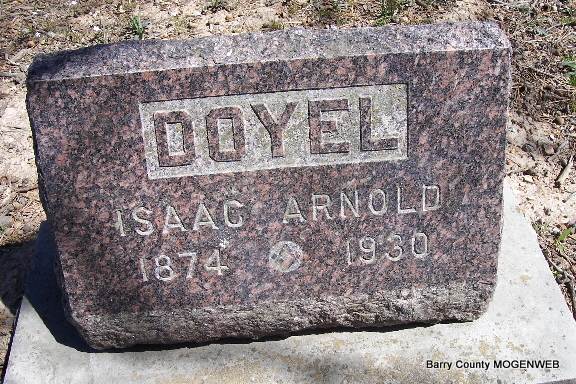 DOYEL
ISAAC ARNOLD
1874 1930
Barry County MOGENWEB